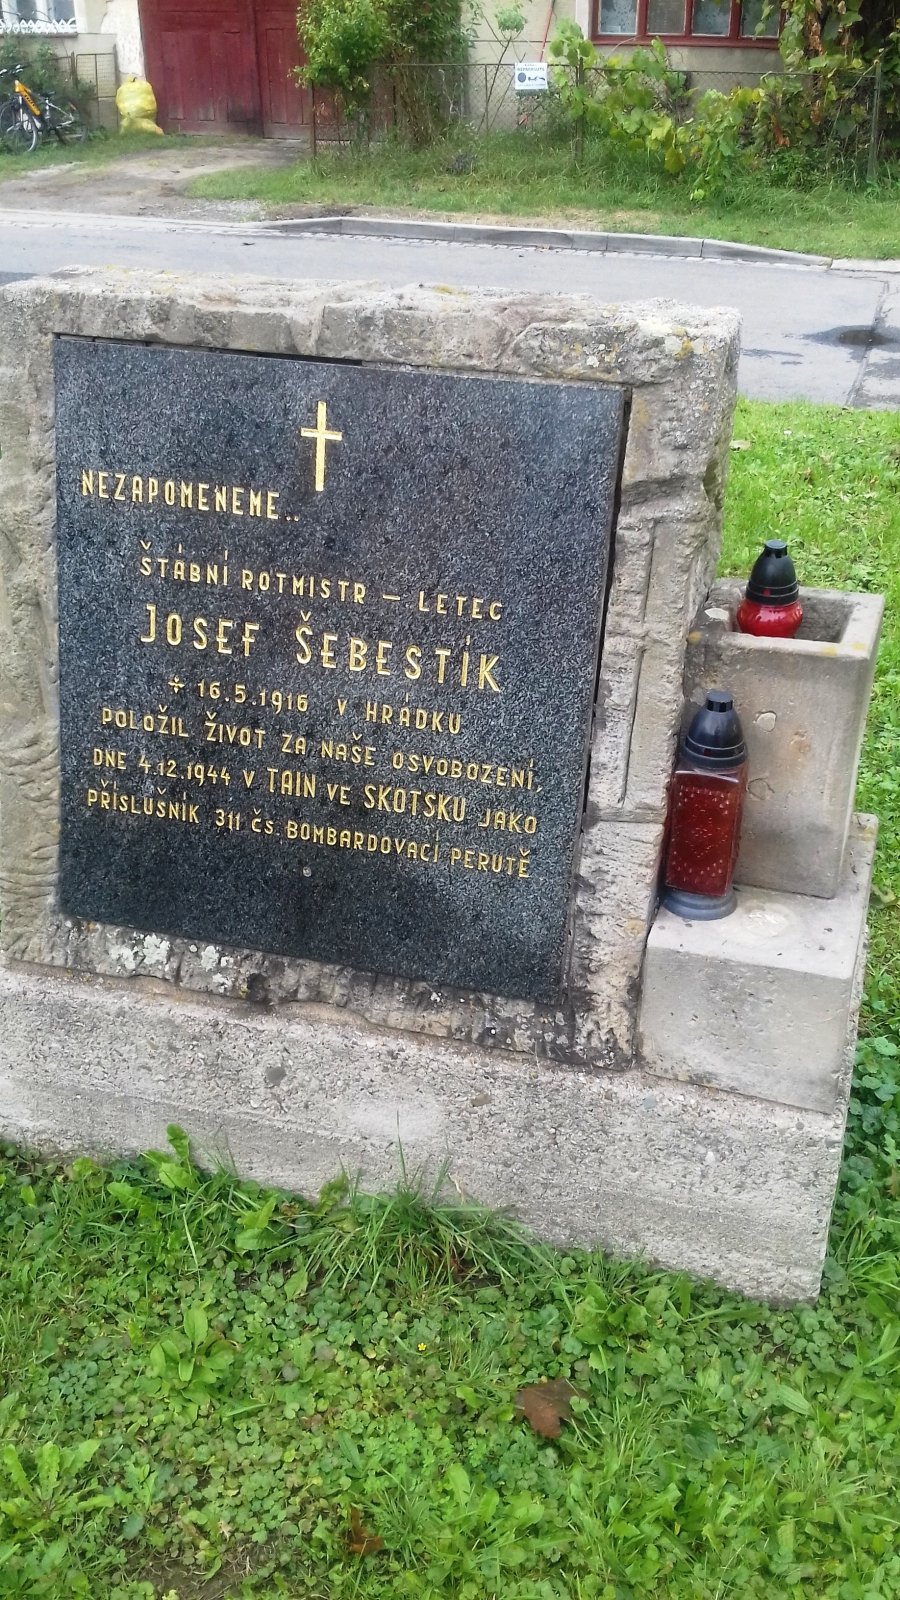 NEZAPOMENEME..
ŠTÁBNÍ ROTMISTR – LETEC
JOSEF ŠEBESTÍK
* 16.5.1916 V HRÁDKU
POLOŽIL ŽIVOT ZA NAŠE OSVOBOZENÍ,
DNE 4.12.1944 V TAIN VE SKOTSKU JAKO
PŘÍSLUŠNÍK 311 ČS. BOMBARDOVACÍ PERUTĚ